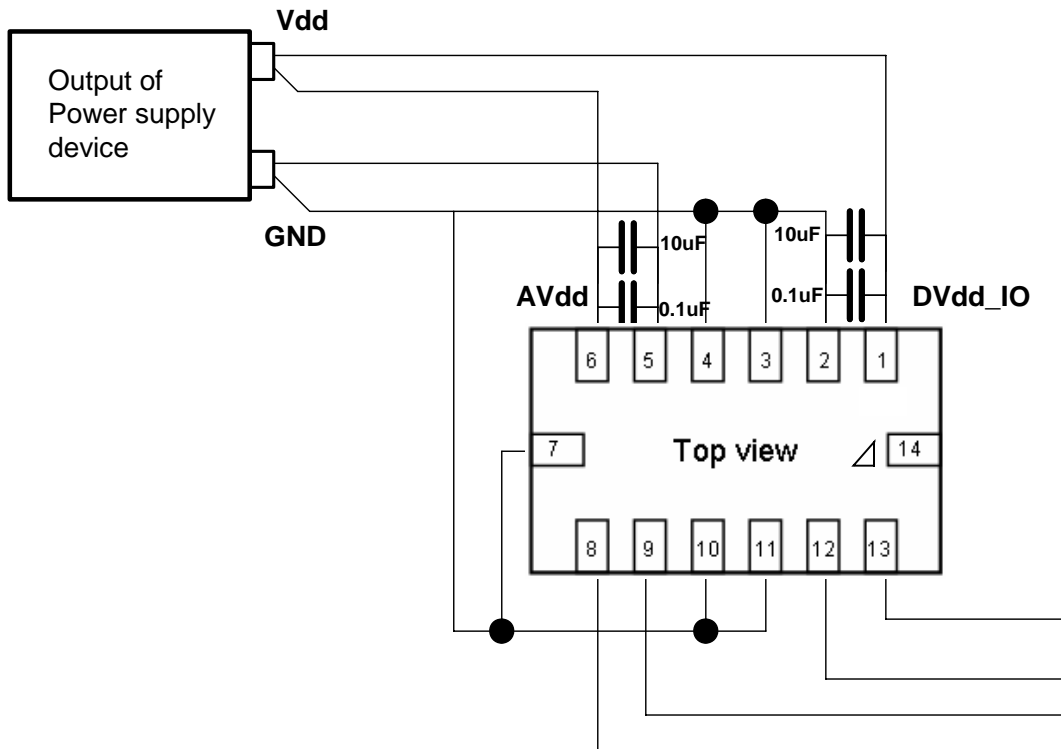 Vdd
Output of
Power supply
device
GND
10uF
10uF
AVdd
0.1uF
0.1uF
DVdd_IO
6 5 4 3 2 1
7
Top view
14
8 9 10 11 12 13